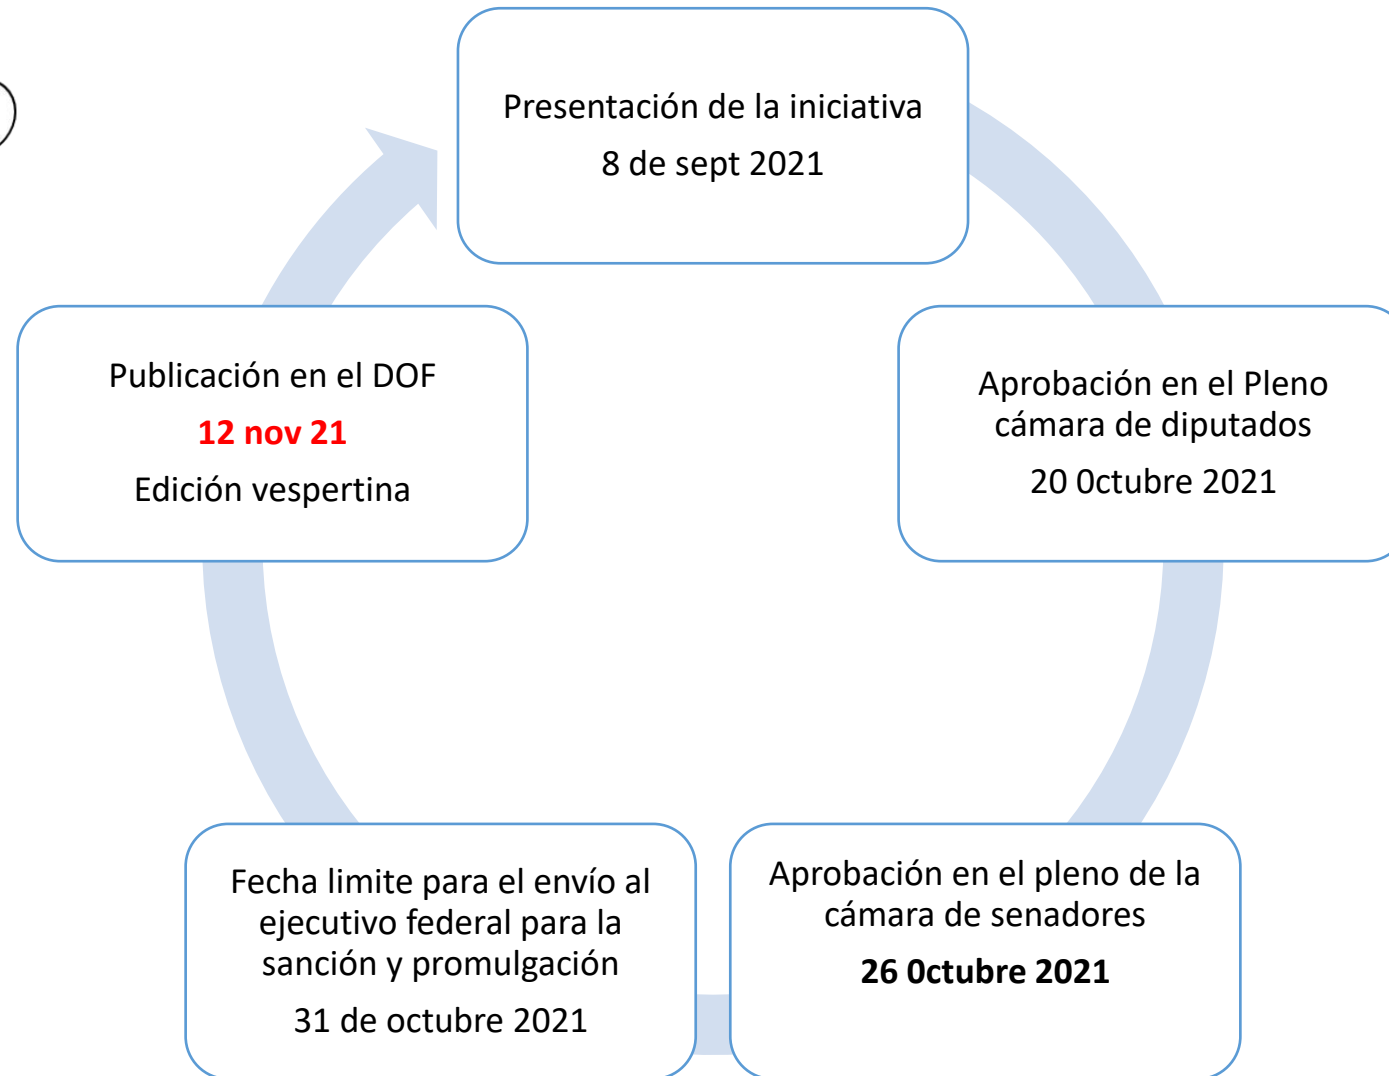 Presentación de la iniciativa
8 de sept 2021
Aprobación en el Pleno
cámara de diputados
20 0ctubre 2021
Aprobación en el pleno de la
cámara de senadores
26 0ctubre 2021
Fecha limite para el envío al
ejecutivo federal para la
sanción y promulgación
31 de octubre 2021
Publicación en el DOF
12 nov 21
Edición vespertina